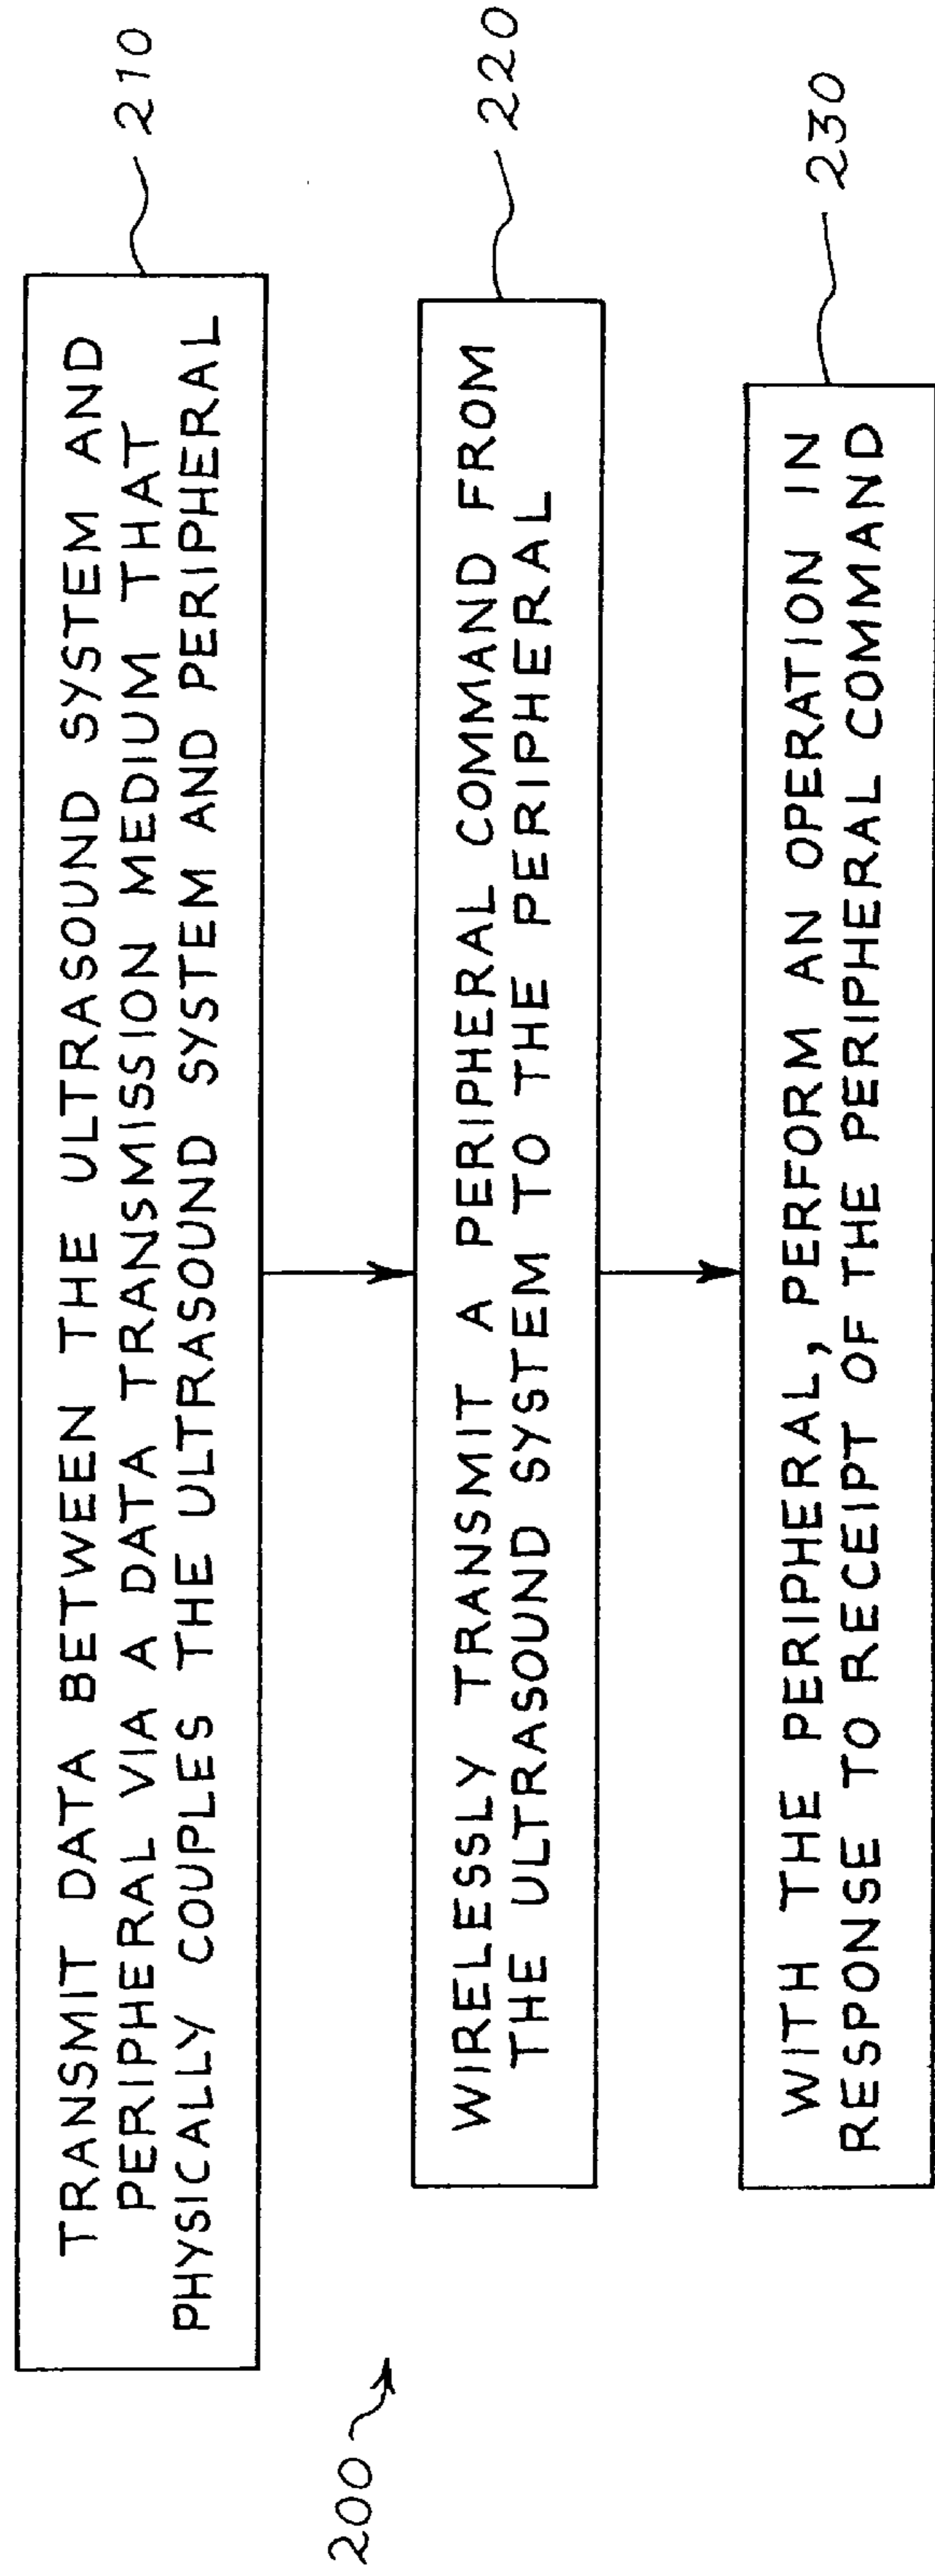 TRANSMIT DATA BETWEEN THE ULTRASOUND SYSTEM AND
PERIPHERAL VIA A DATA TRANSMISSION MEDIUM THAT
PHYSICALLY COUPLES THE ULTRASOUND SYSTEM AND PERIPHERAL
210
WIRELESSLY TRANSMIT A PERIPHERAL COMMAND FROM
THE ULTRASOUND SYSTEM TO THE PERIPHERAL
220
WITH THE PERIPHERAL, PERFORM AN OPERATION IN
RESPONSE TO RECEIPT OF THE PERIPHERAL COMMAND
230
200